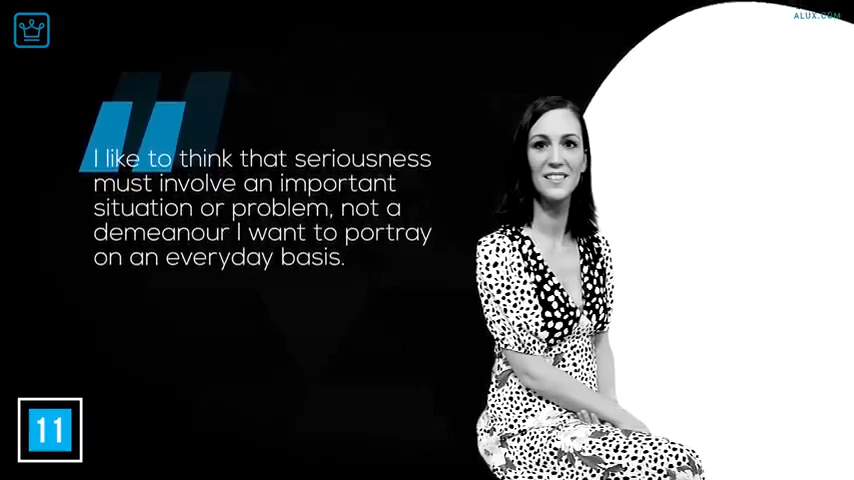 ALUX.COM
I like to think that seriousness
must involve an important
situation or problem, not a
demeanour I want to portray
on an everyday basis.
11